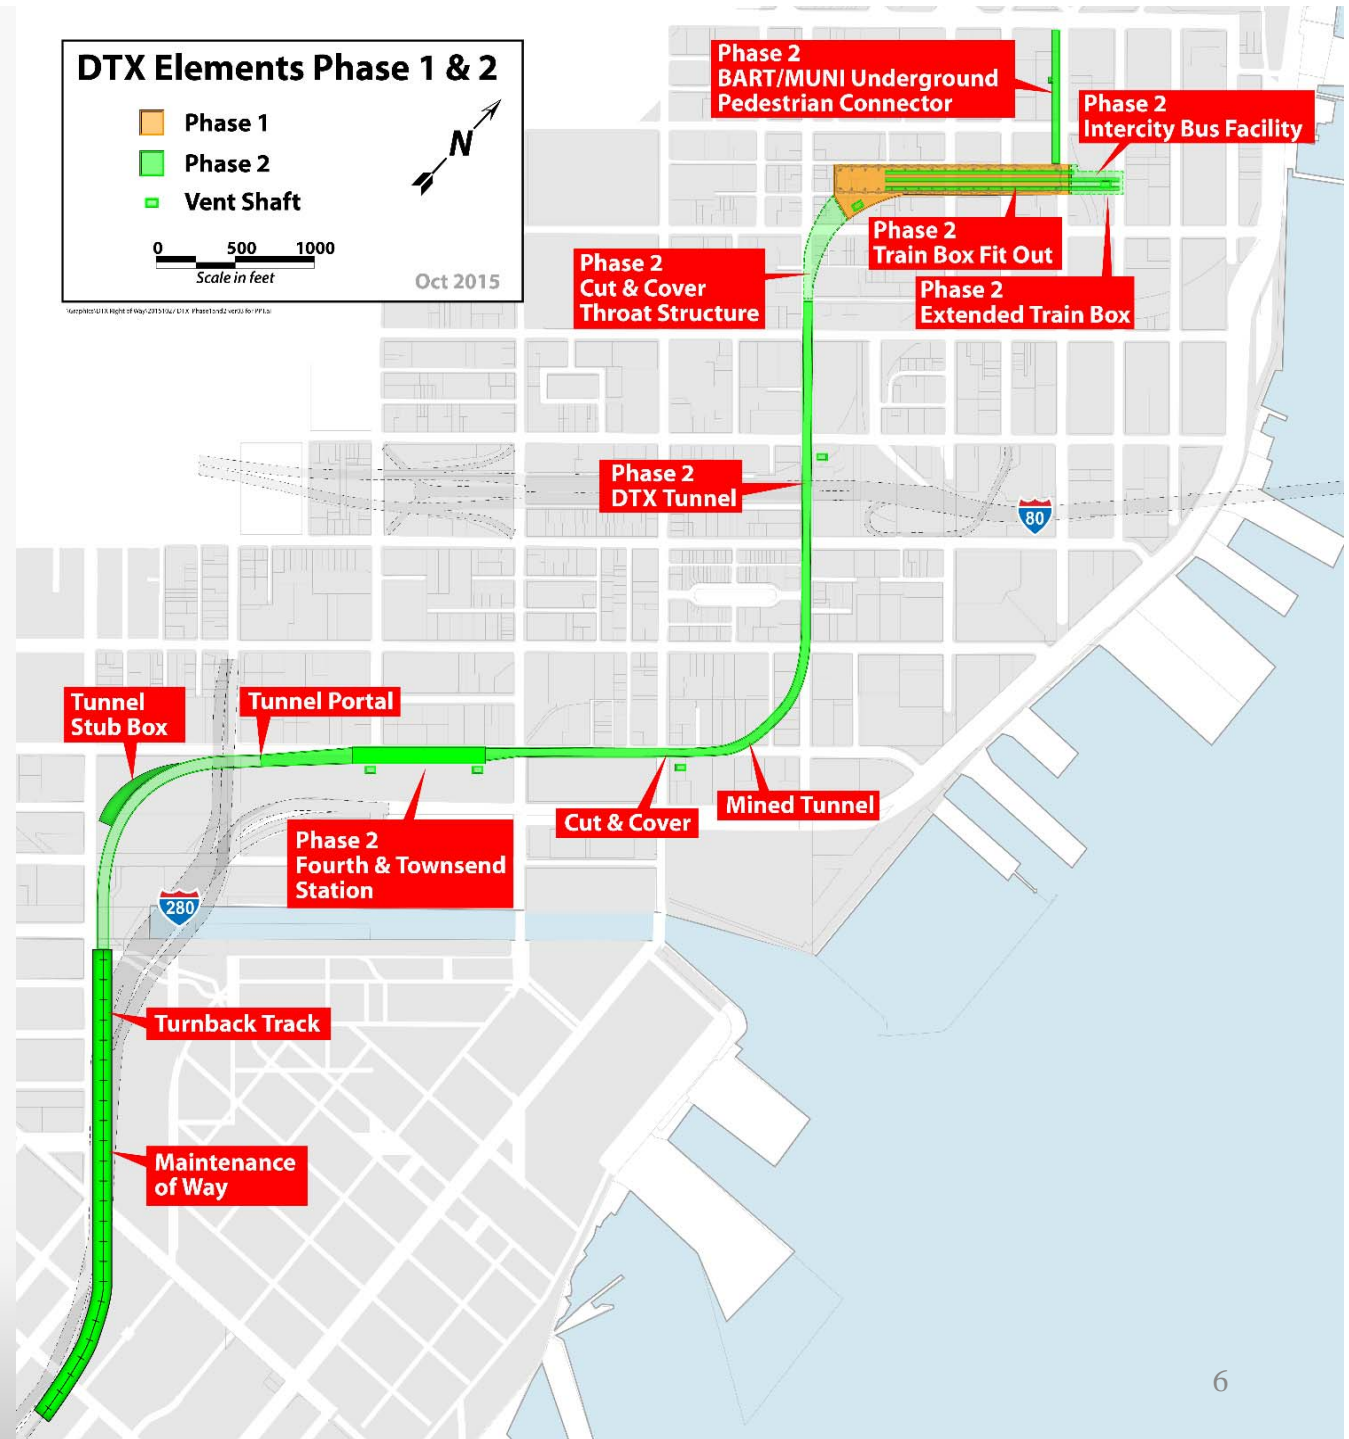 DTX Elements Phase 1 & 2
Phase 1
Phase 2
Vent Shaft
N
0 500 1000
Scale in feet
Oct 2015
Phase 2
BART/MUNI Underground
Pedestrian Connector
Phase 2
Intercity Bus Facility
Phase 2
Train Box Fit Out
Phase 2
Extended Train Box
Phase 2
Cut & Cover
Throat Structure
Phase 2
DTX Tunnel
80
Tunnel
Stub Box
Tunnel Portal
Phase 2
Fourth & Townsend
Station
Cut & Cover
Mined Tunnel
280
Turnback Track
Maintenance
of Way
6